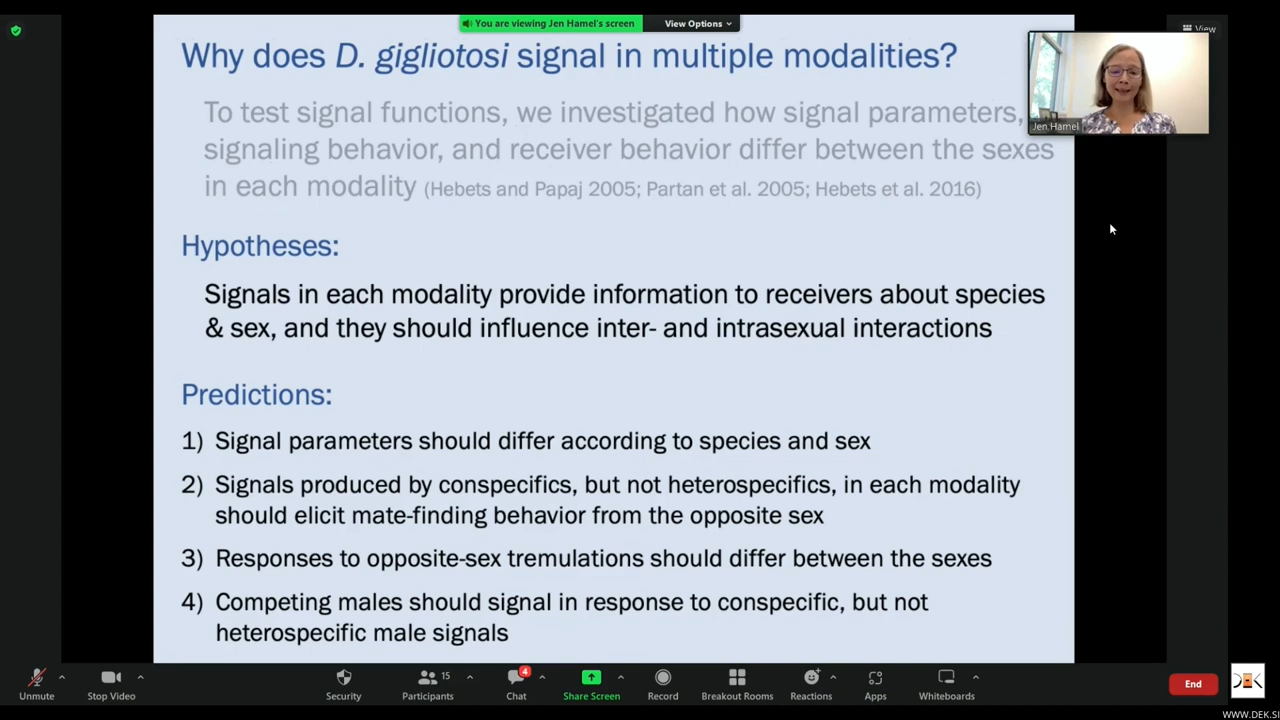 You are viewing Jen Hamel's screen
View Options
View
Why does D. gigliotosi signal in multiple modalities?
To test signal functions, we investigated how signal parameters,
signaling behavior, and receiver behavior differ between the sexes
in each modality (Hebets and Papaj 2005; Partan et al. 2005; Hebets et al. 2016)
Jen Hamel
Hypotheses:
Signals in each modality provide information to receivers about species
& sex, and they should influence inter- and intrasexual interactions
Predictions:
1) Signal parameters should differ according to species and sex
2) Signals produced by conspecifics, but not heterospecifics, in each modality
should elicit mate-finding behavior from the opposite sex
3) Responses to opposite-sex tremulations should differ between the sexes
4) Competing males should signal in response to conspecific, but not
heterospecific male signals
15
4
Unmute
Stop Video
Security
Participants
Chat
Share Screen
Record
Breakout Rooms
Reactions
Apps
Whiteboards
End
WWW.DEK.SI